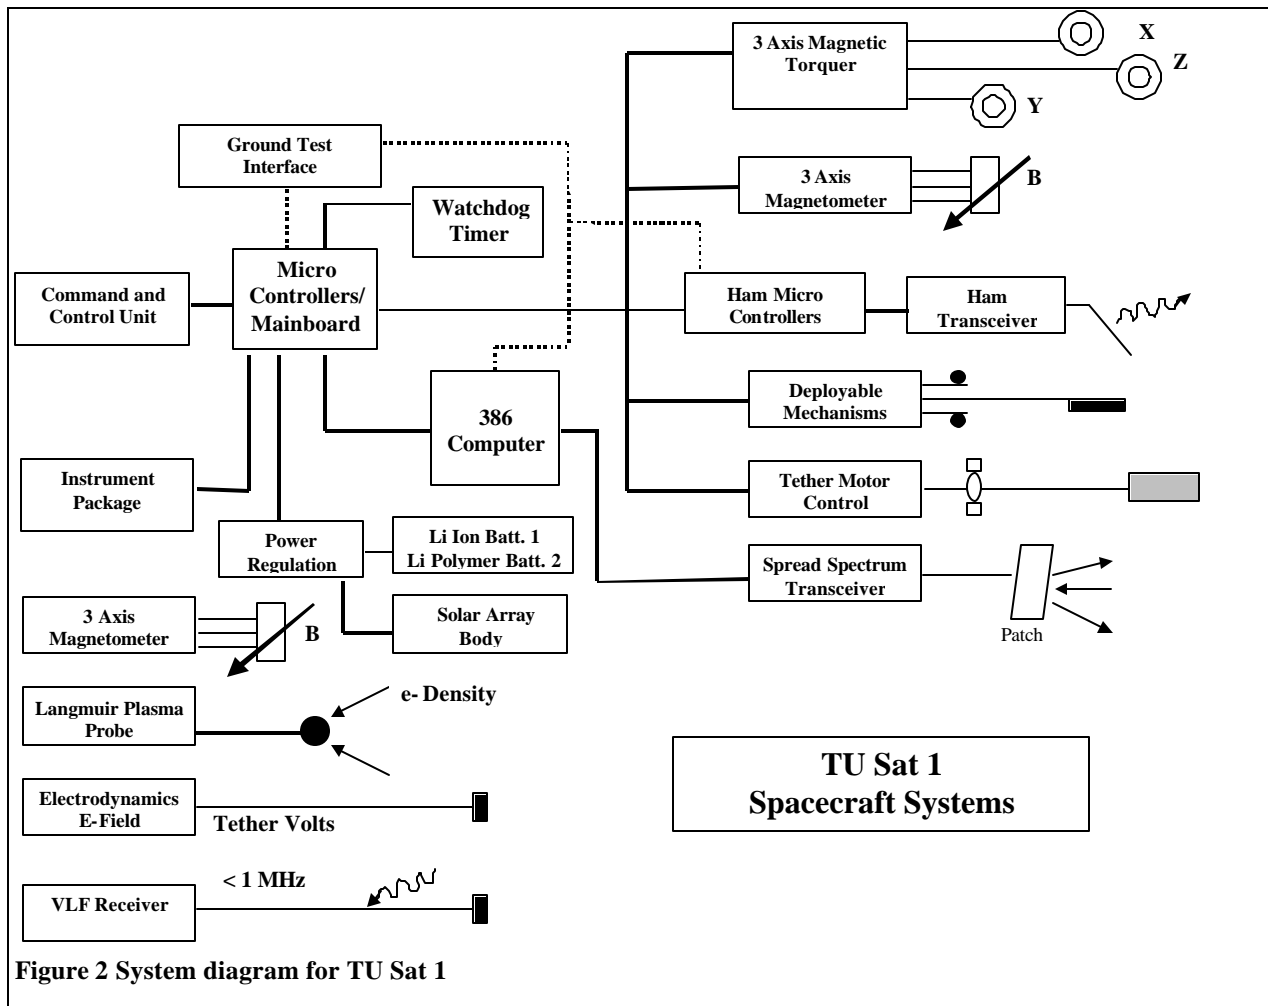 3 Axis Magnetic
Torquer
X
Z
Y
Ground Test
Interface
3 Axis
Magnetometer
B
Watchdog
Timer
Micro
Controllers/
Mainboard
Command and
Control Unit
Ham Micro
Controllers
Ham
Transceiver
386
Computer
Deployable
Mechanisms
Instrument
Package
Tether Motor
Control
Power
Regulation
Li Ion Batt. 1
Li Polymer Batt. 2
Spread Spectrum
Transceiver
Patch
3 Axis
Magnetometer
B
Solar Array
Body
Langmuir Plasma
Probe
e- Density
TU Sat 1
Spacecraft Systems
Electrodynamics
E-Field
Tether Volts
VLF Receiver
< 1 MHz
Figure 2 System diagram for TU Sat 1